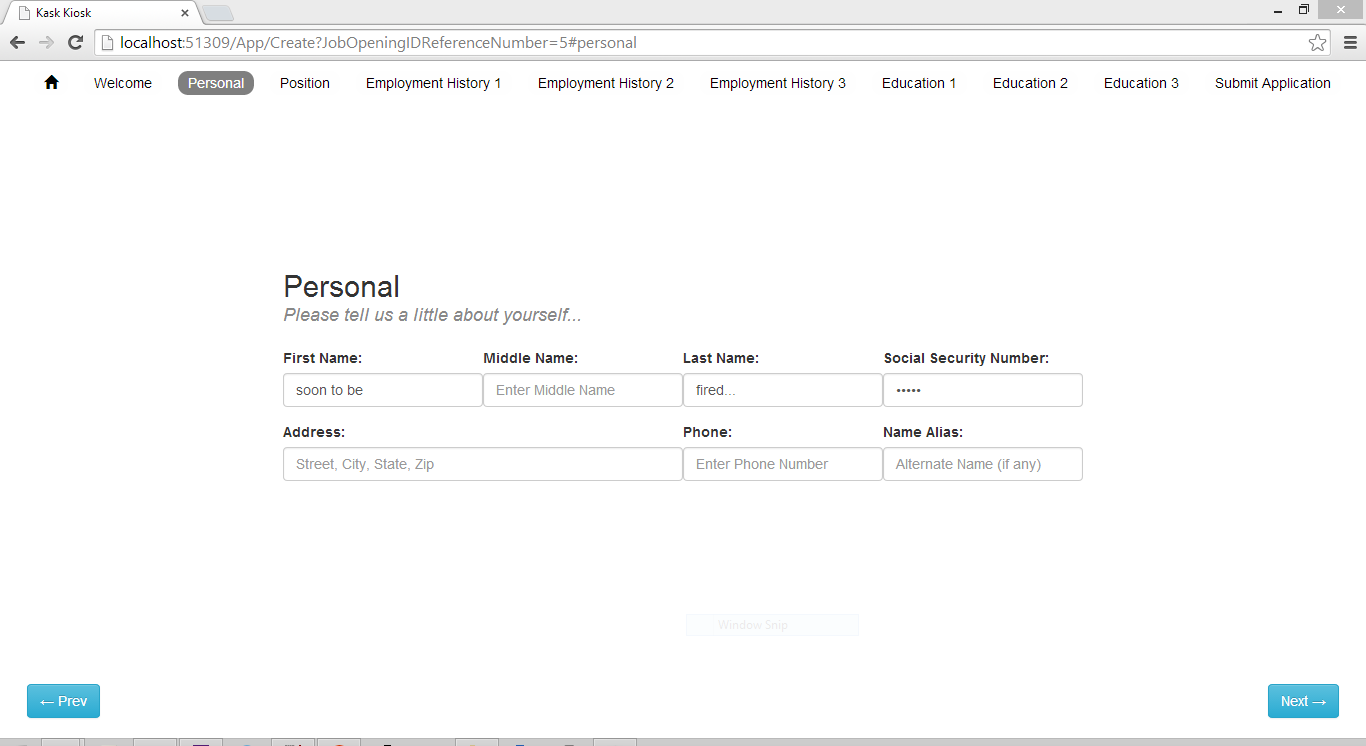 Kask Kiosk
localhost:51309/App/Create?JobOpeningIDReferenceNumber=5#personal
Welcome Personal Position Employment History 1 Employment History 2 Employment History 3 Education 1 Education 2 Education 3 Submit Application
Personal
Please tell us a little about yourself...
First Name: Middle Name: Last Name: Social Security Number:
soon to be Enter Middle Name fired... •••••
Address: Phone: Name Alias:
Street, City, State, Zip Enter Phone Number Alternate Name (if any)
Window Snip
← Prev Next →